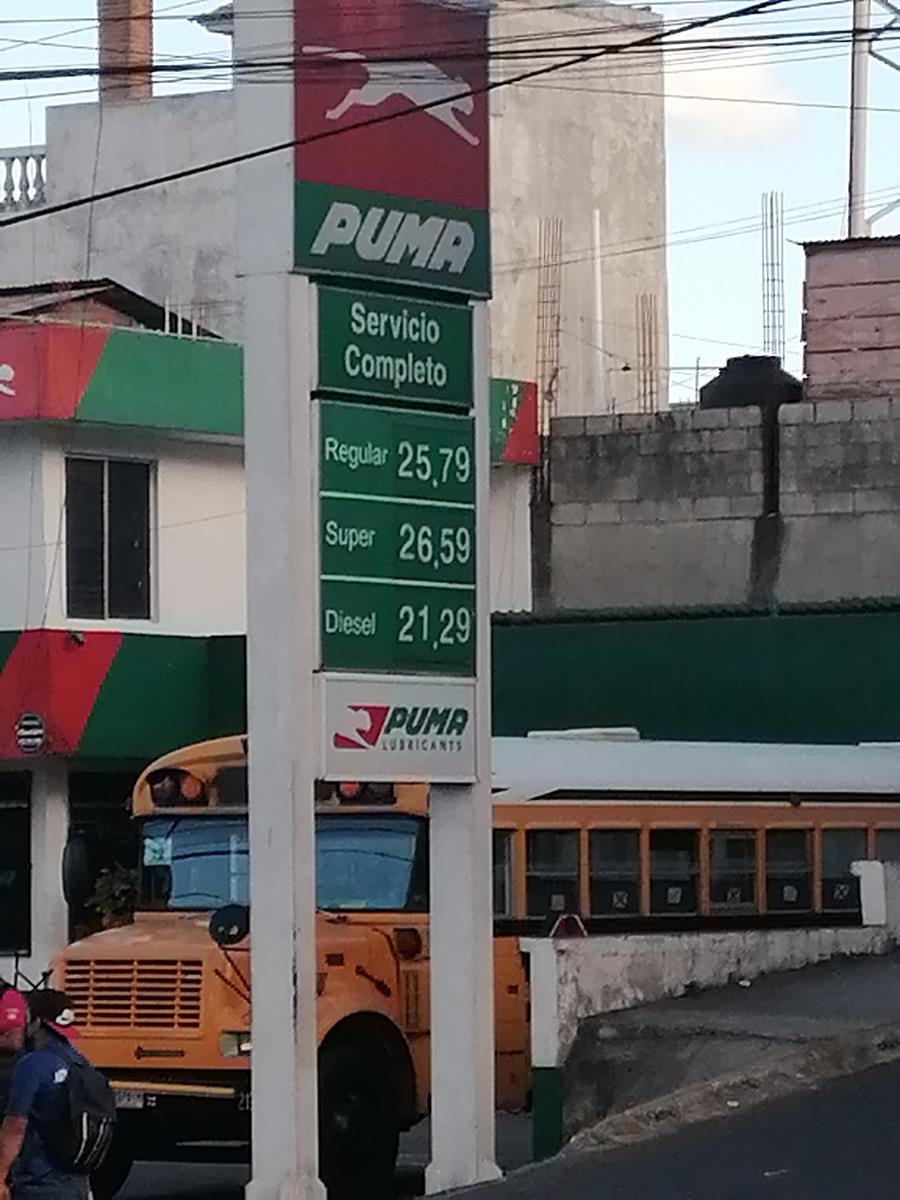 PUMA
Servicio
Completo
Regular 25,79
Super 26,59
Diesel 21,29
PUMA
LUBRICANTS